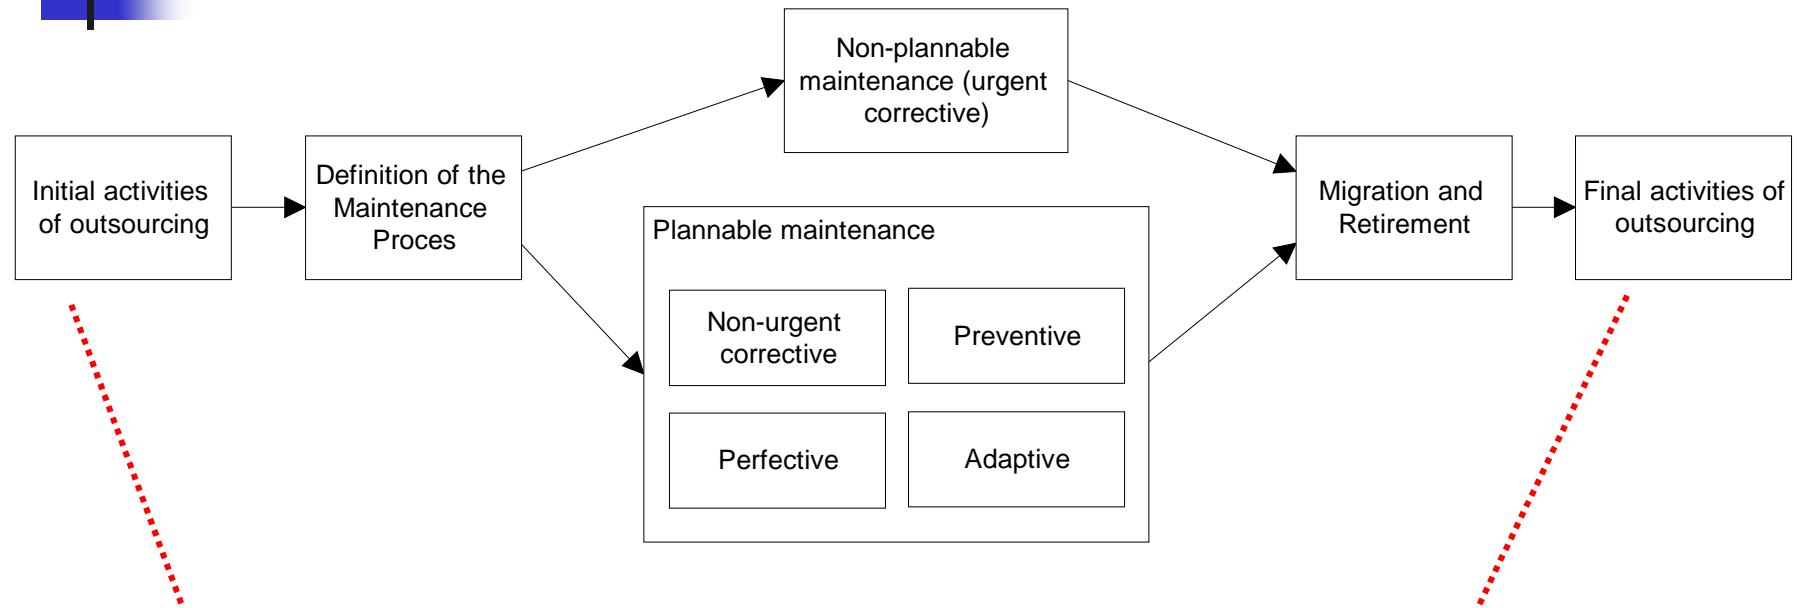 Non-plannable
maintenance (urgent
corrective)
Initial activities
of outsourcing
Definition of the
Maintenance
Proces
Plannable maintenance
Non-urgent
corrective
Preventive
Perfective
Adaptive
Migration and
Retirement
Final activities of
outsourcing